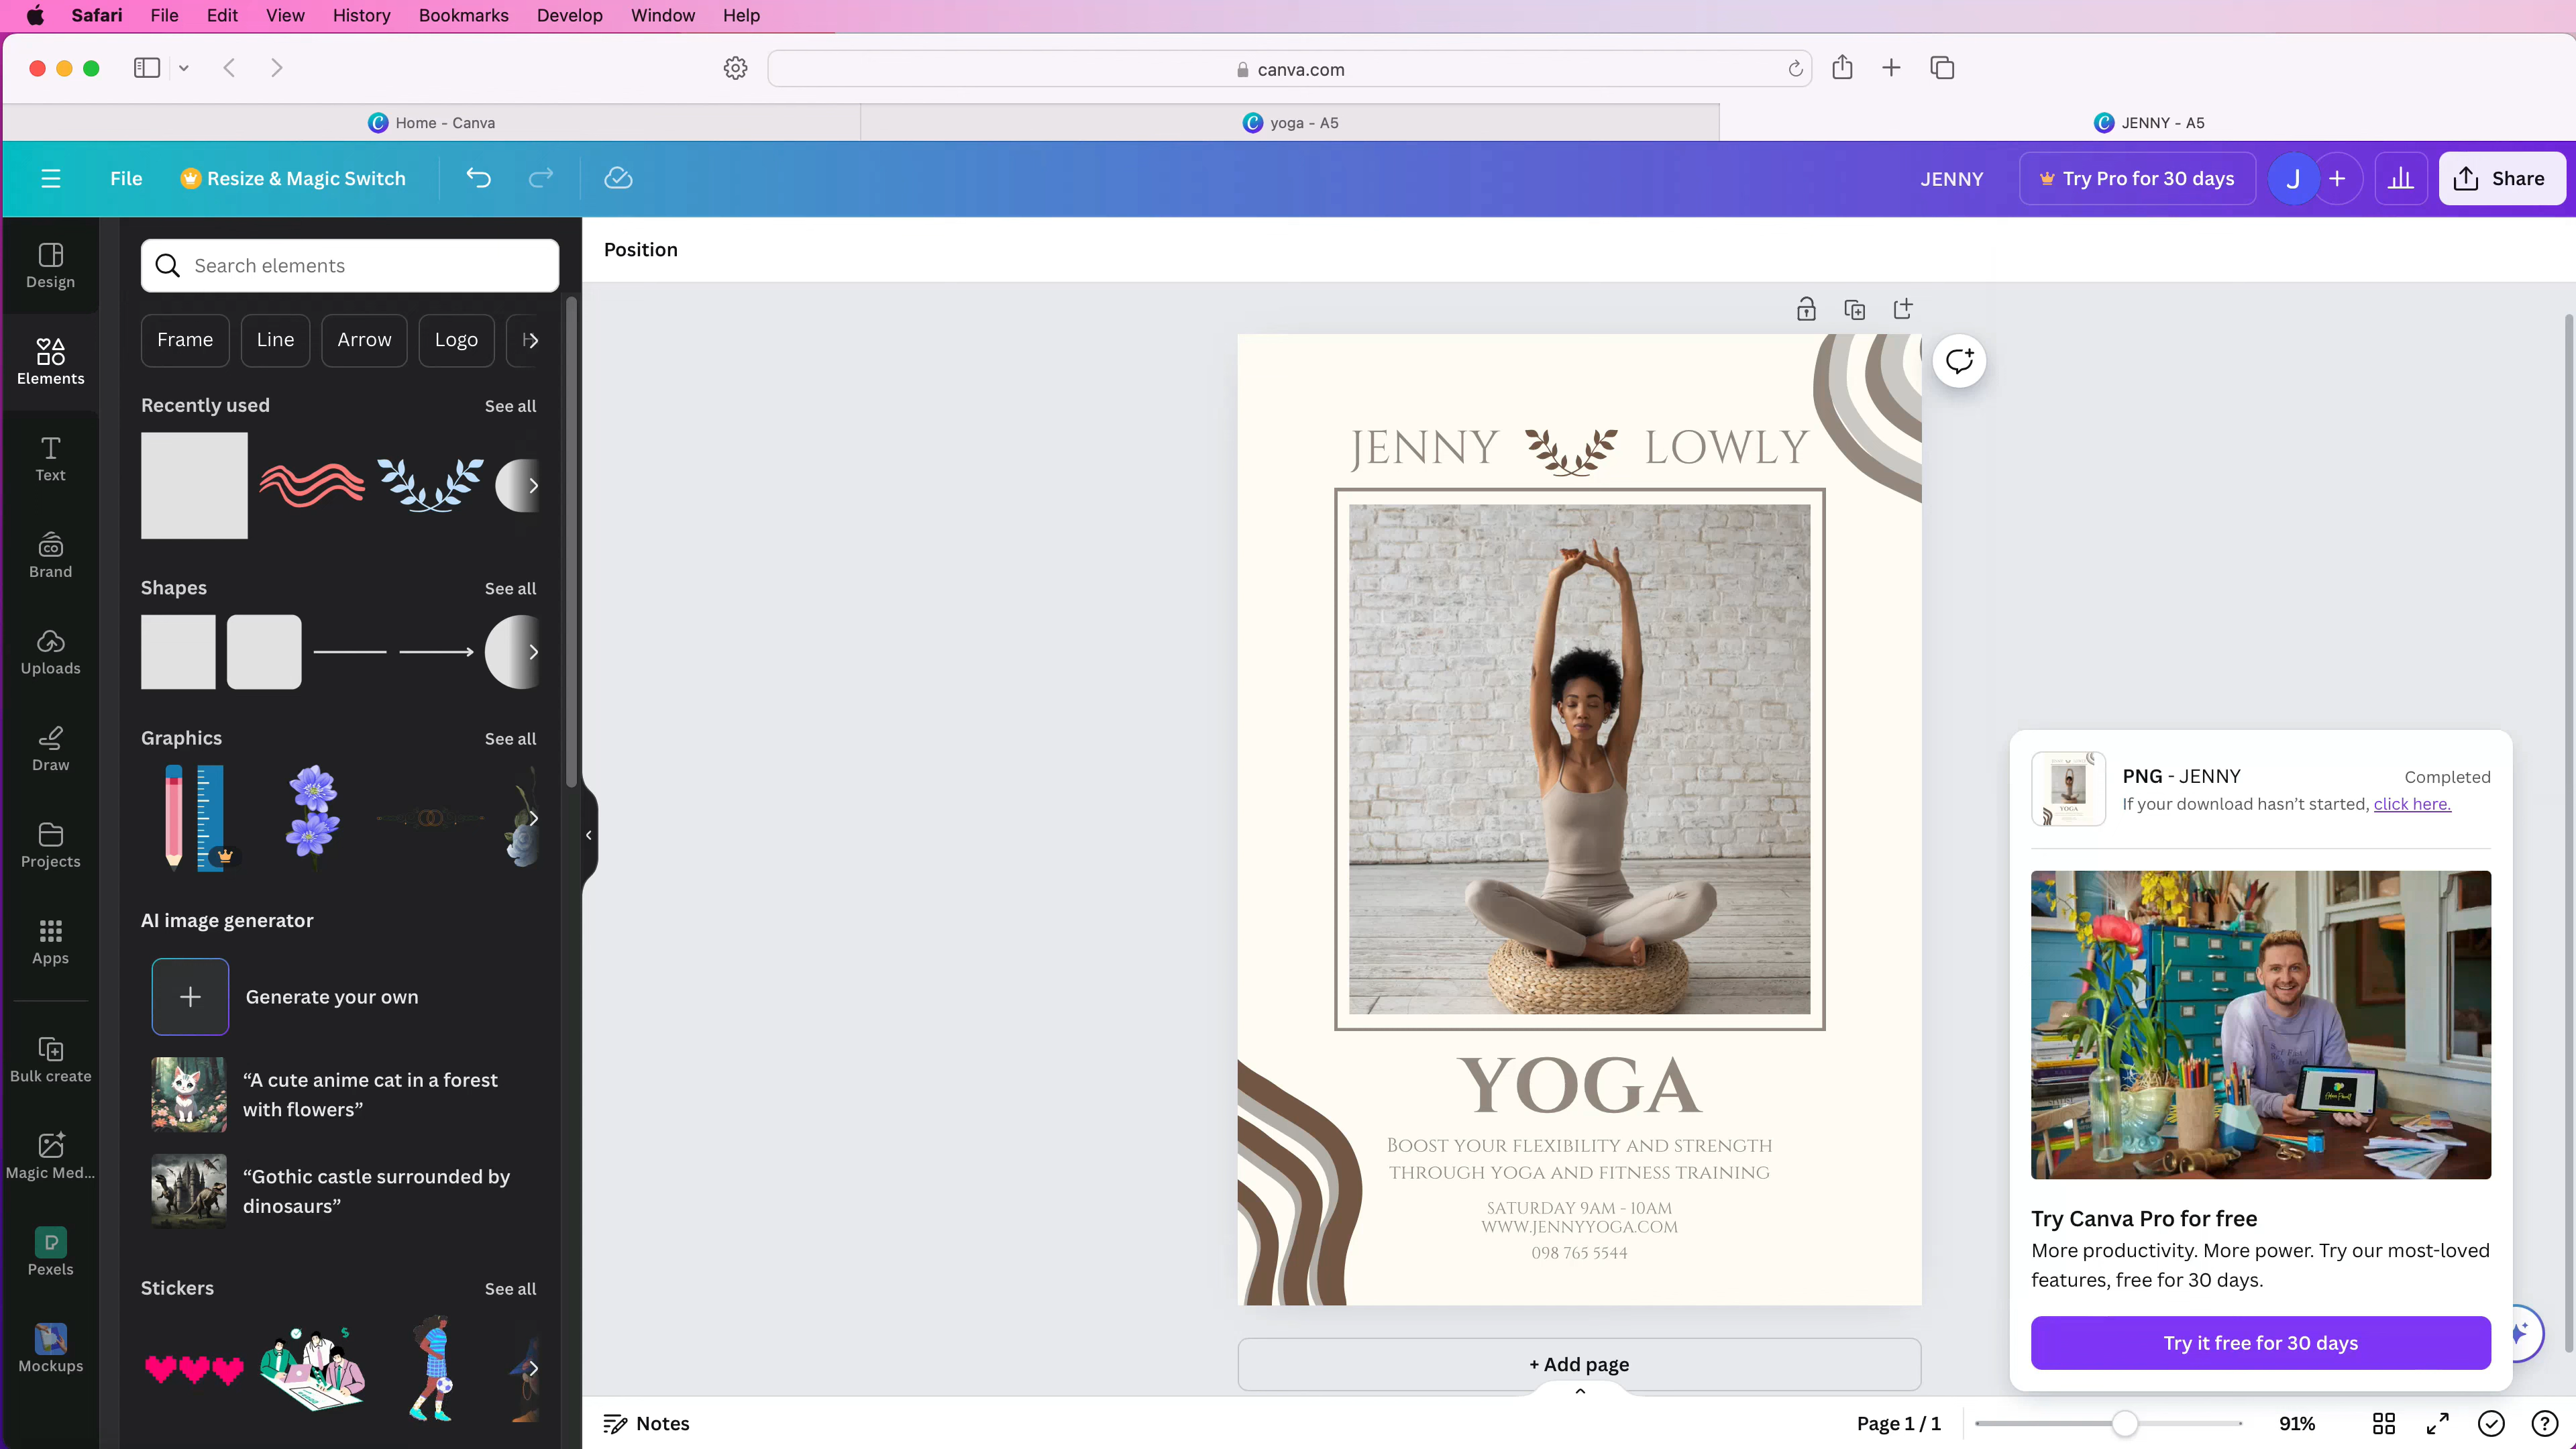 Safari File Edit View History Bookmarks Develop Window Help
canva.com
Home - Canva
yoga - A5
JENNY - A5
File
Resize & Magic Switch
JENNY
Try Pro for 30 days
J
Share
Design
Elements
Text
Brand
Uploads
Draw
Projects
Apps
Bulk create
Magic Med...
Pexels
Mockups
Search elements
Frame Line Arrow Logo
Recently used See all
Shapes See all
Graphics See all
AI image generator
Generate your own
“A cute anime cat in a forest
with flowers”
“Gothic castle surrounded by
dinosaurs”
Stickers See all
Position
JENNY LOWLY
YOGA
BOOST YOUR FLEXIBILITY AND STRENGTH
THROUGH YOGA AND FITNESS TRAINING
SATURDAY 9AM - 10AM
WWW.JENNYYOGA.COM
098 765 5544
+ Add page
PNG - JENNY Completed
If your download hasn’t started, click here.
Try Canva Pro for free
More productivity. More power. Try our most-loved
features, free for 30 days.
Try it free for 30 days
Notes
Page 1 / 1
91%